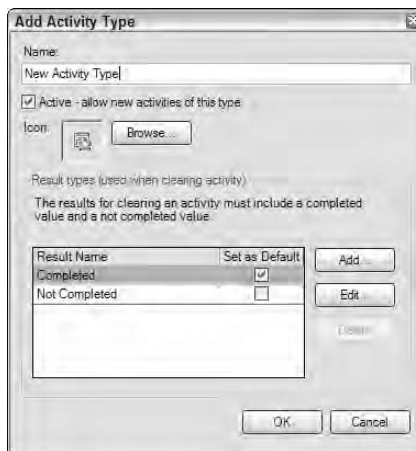 Add Activity Type
Name:
New Activity Type
Active - allow new activities of this type
Icon:
Browse...
Result types (used when clearing activity)
The results for clearing an activity must include a completed
value and a not completed value.
Result Name Set as Default
Completed
Not Completed
Add...
Edit...
Delete
OK
Cancel